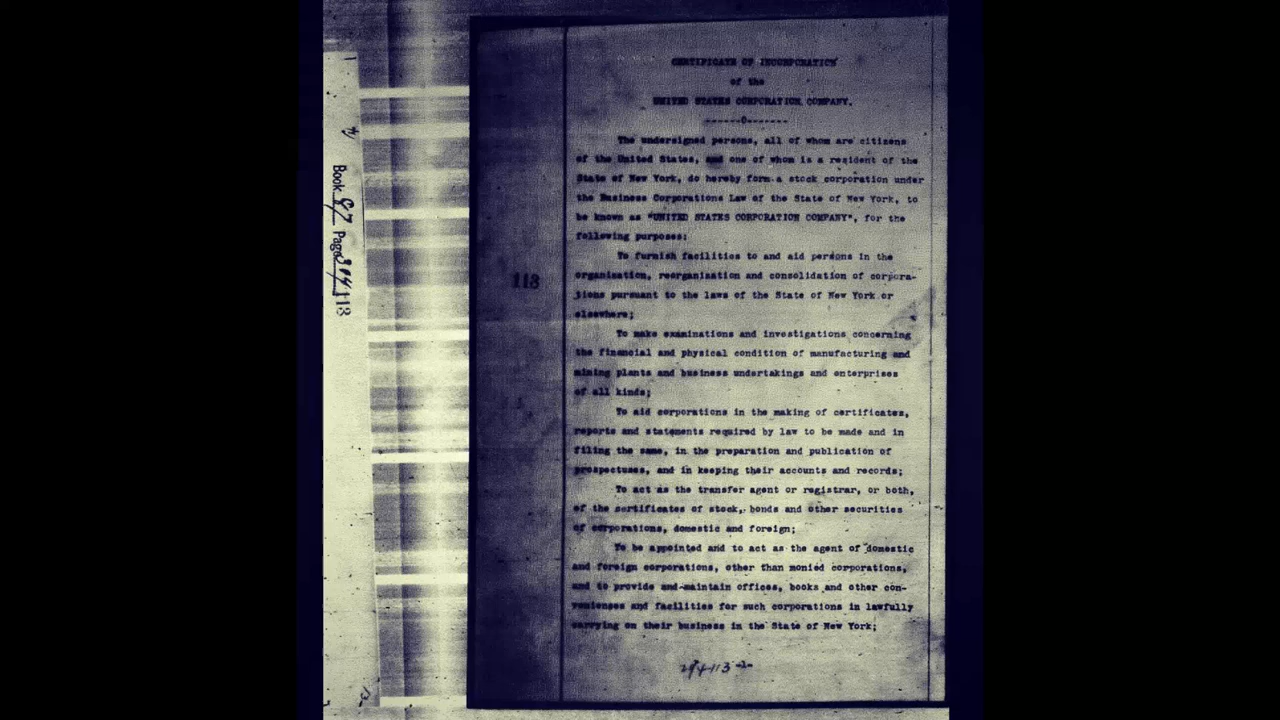 CERTIFICATE OF INCORPORATION
of the
UNITED STATES CORPORATION COMPANY.
-------O-------
The undersigned persons, all of whom are citizens
of the United States, and one of whom is a resident of the
State of New York, do hereby form a stock corporation under
the Business Corporations Law of the State of New York, to
be known as "UNITED STATES CORPORATION COMPANY", for the
following purposes:
To furnish facilities to and aid persons in the
organization, reorganization and consolidation of corpora-
tions pursuant to the laws of the State of New York or
elsewhere;
To make examinations and investigations concerning
the financial and physical condition of manufacturing and
mining plants and business undertakings and enterprises
of all kinds;
To aid corporations in the making of certificates,
reports and statements required by law to be made and in
filing the same, in the preparation and publication of
prospectuses, and in keeping their accounts and records;
To act as the transfer agent or registrar, or both,
of the certificates of stock, bonds and other securities
of corporations, domestic and foreign;
To be appointed and to act as the agent of domestic
and foreign corporations, other than monied corporations,
and to provide and maintain offices, books and other con-
veniences and facilities for such corporations in lawfully
carrying on their business in the State of New York;
-1-
118
Book Page
113